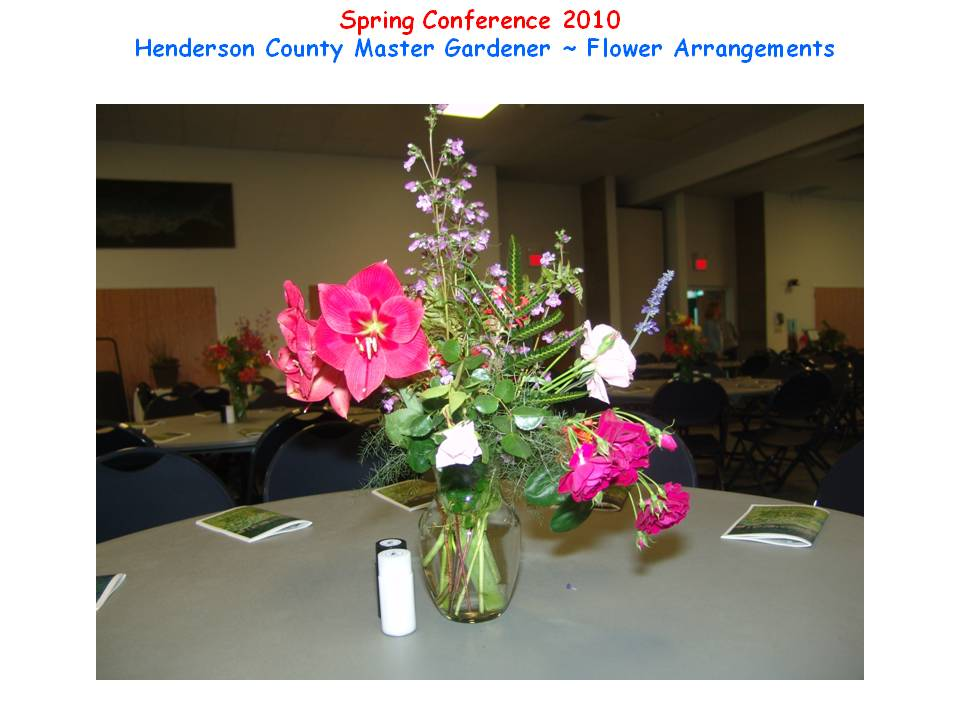 Spring Conference 2010
Henderson County Master Gardener ~ Flower Arrangements